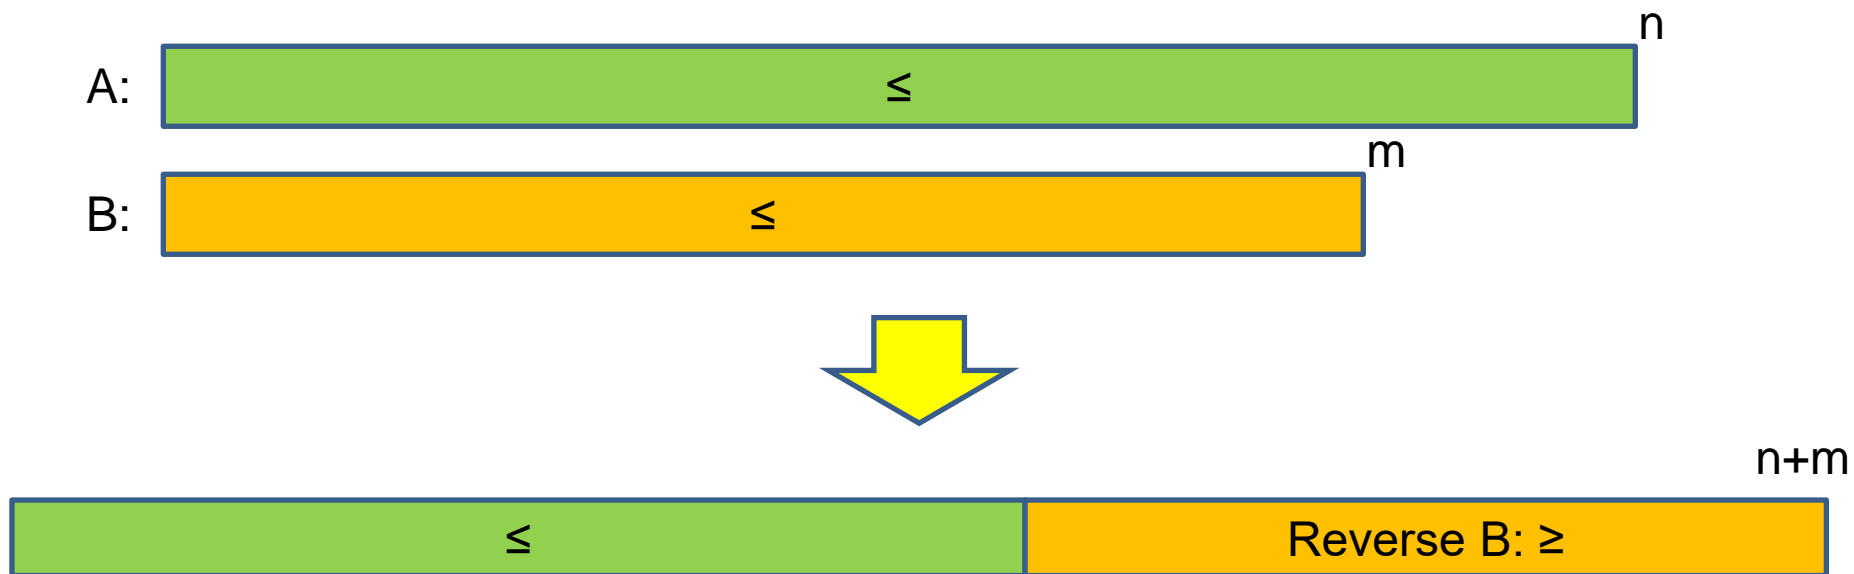 n
A: ≤
m
B: ≤
n+m
≤ Reverse B: ≥